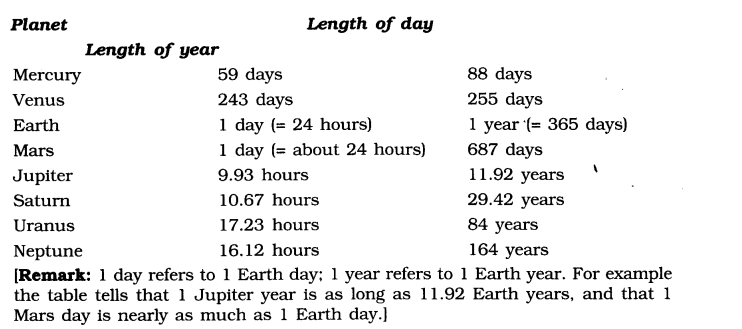 Planet Length of day
Length of year
Mercury 59 days 88 days
Venus 243 days 255 days
Earth 1 day (= 24 hours) 1 year (= 365 days)
Mars 1 day (= about 24 hours) 687 days
Jupiter 9.93 hours 11.92 years
Saturn 10.67 hours 29.42 years
Uranus 17.23 hours 84 years
Neptune 16.12 hours 164 years
[Remark: 1 day refers to 1 Earth day; 1 year refers to 1 Earth year. For example
the table tells that 1 Jupiter year is as long as 11.92 Earth years, and that 1
Mars day is nearly as much as 1 Earth day.]